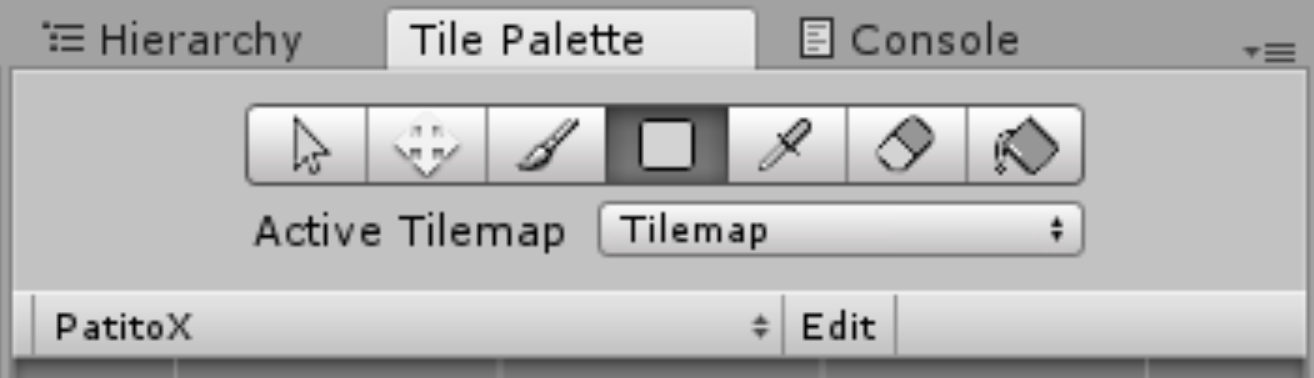 Hierarchy Tile Palette Console
Active Tilemap Tilemap
PatitoX Edit